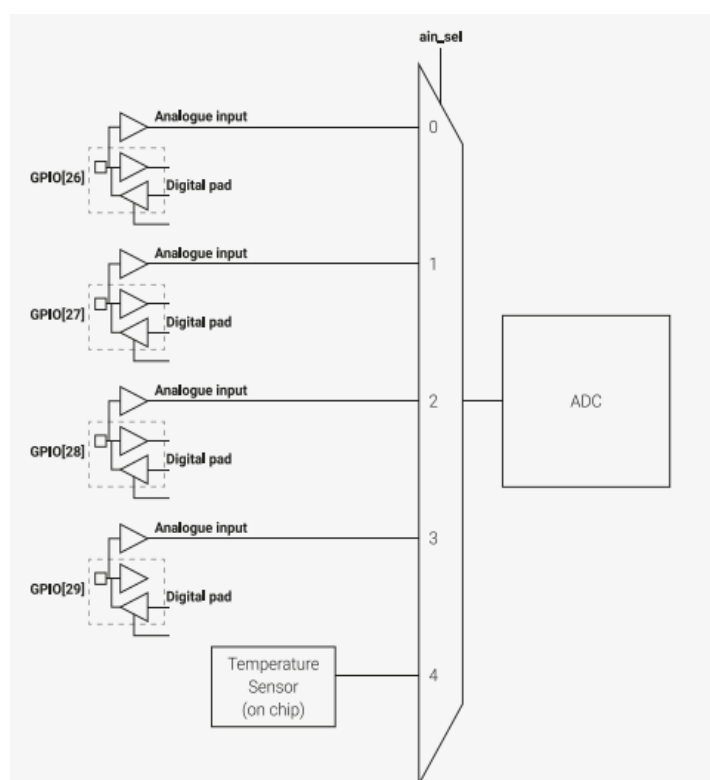 ain_sel
Analogue input
0
GPIO[26]
Digital pad
Analogue input
1
GPIO[27]
Digital pad
Analogue input
2
ADC
GPIO[28]
Digital pad
Analogue input
3
GPIO[29]
Digital pad
Temperature
Sensor
(on chip)
4